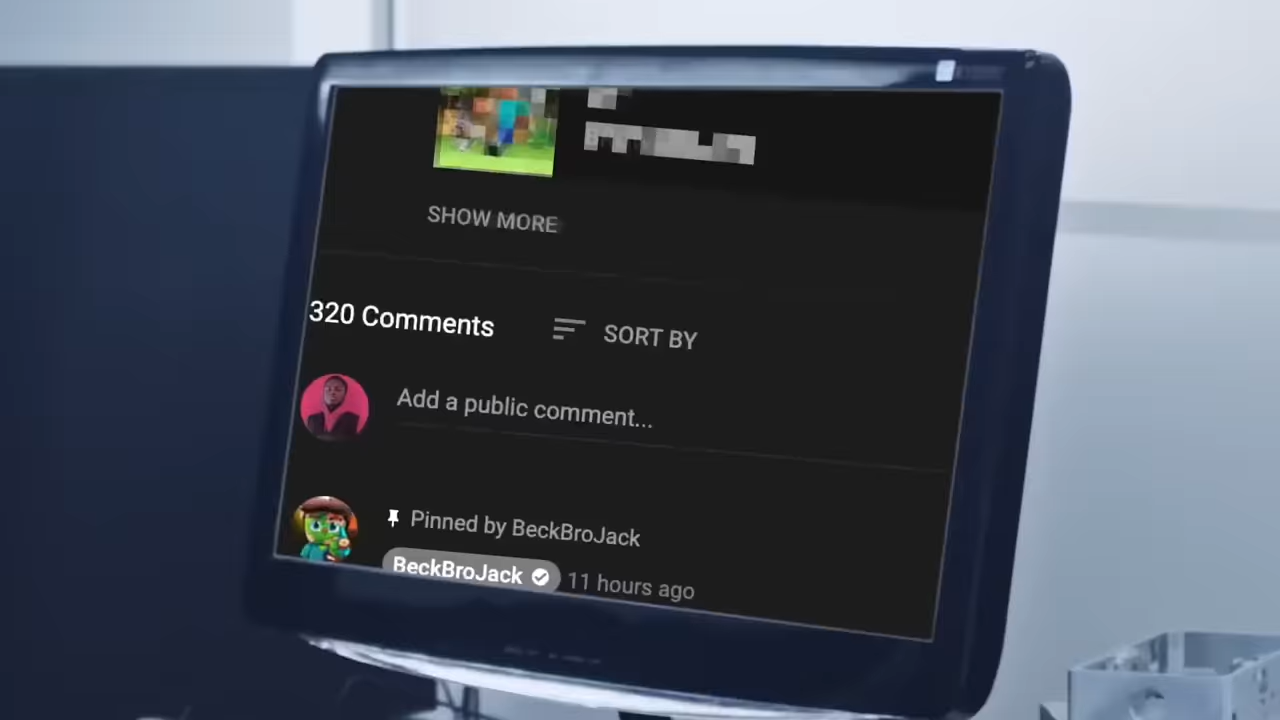 SHOW MORE
320 Comments
SORT BY
Add a public comment...
Pinned by BeckBroJack
BeckBroJack
11 hours ago